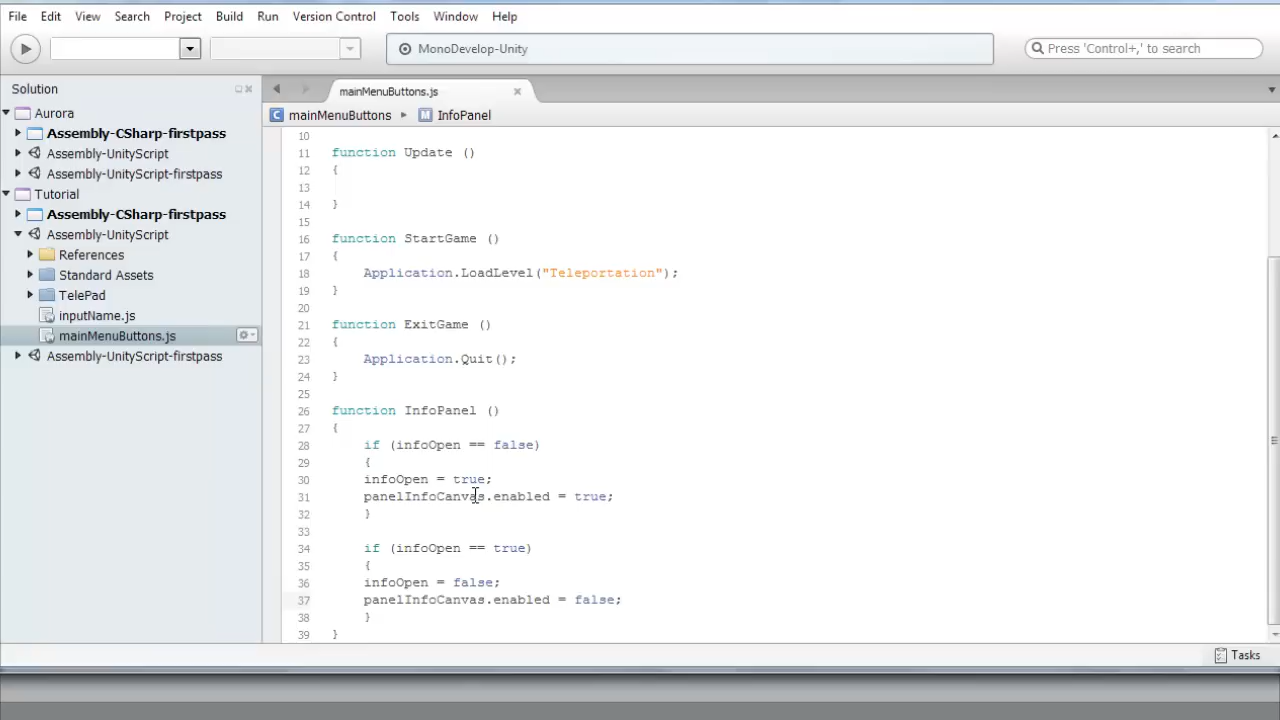 File Edit View Search Project Build Run Version Control Tools Window Help
MonoDevelop-Unity
Press 'Control+,' to search
Solution
mainMenuButtons.js
Aurora
mainMenuButtons InfoPanel
Assembly-CSharp-firstpass
Assembly-UnityScript
Assembly-UnityScript-firstpass
Tutorial
Assembly-CSharp-firstpass
Assembly-UnityScript
References
Standard Assets
TelePad
inputName.js
mainMenuButtons.js
Assembly-UnityScript-firstpass
10
11 function Update ()
12 {
13
14 }
15
16 function StartGame ()
17 {
18 Application.LoadLevel("Teleportation");
19 }
20
21 function ExitGame ()
22 {
23 Application.Quit();
24 }
25
26 function InfoPanel ()
27 {
28 if (infoOpen == false)
29 {
30 infoOpen = true;
31 panelInfoCanvas.enabled = true;
32 }
33
34 if (infoOpen == true)
35 {
36 infoOpen = false;
37 panelInfoCanvas.enabled = false;
38 }
39 }
Tasks